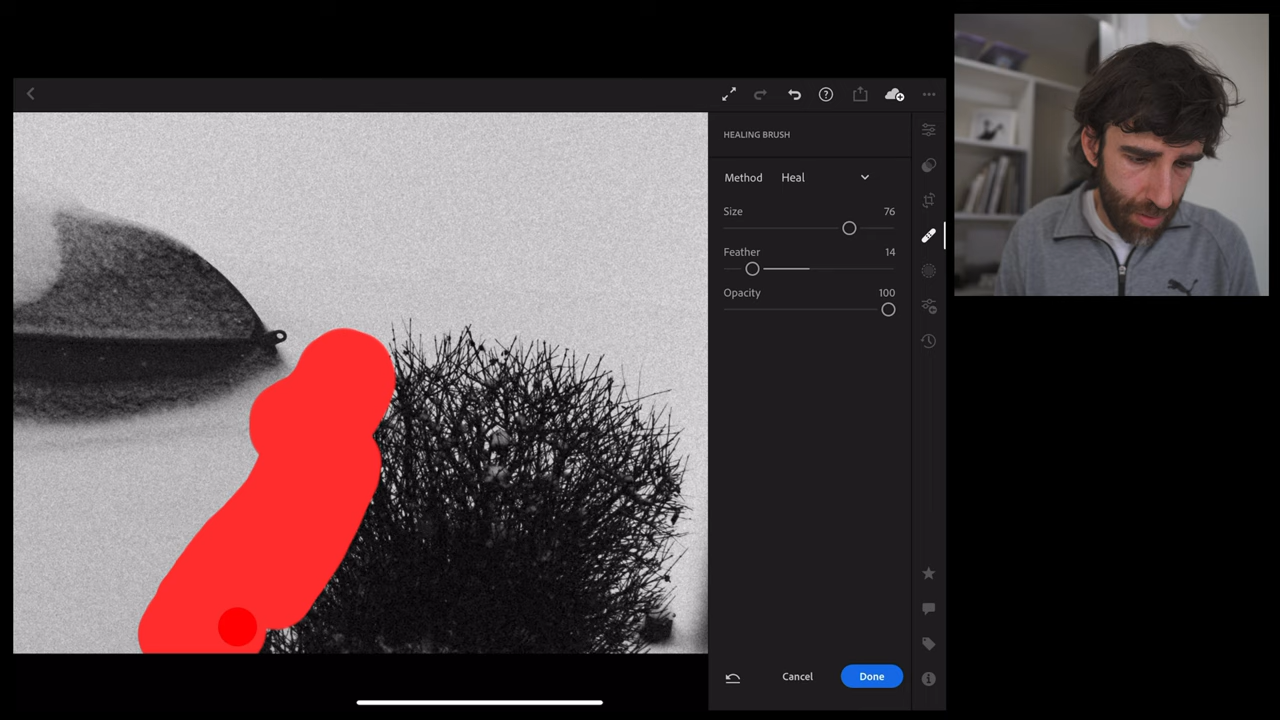 HEALING BRUSH
Method Heal
Size 76
Feather 14
Opacity 100
Cancel Done